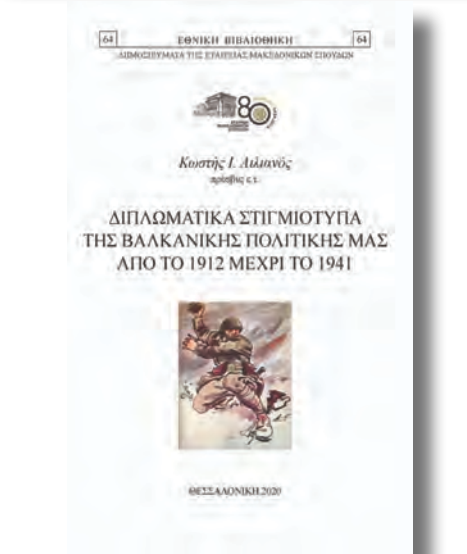 64 ΕΘΝΙΚΗ ΒΙΒΛΙΟΘΗΚΗ 64
ΔΗΜΟΣΙΕΥΜΑΤΑ ΤΗΣ ΕΤΑΙΡΕΙΑΣ ΜΑΚΕΔΟΝΙΚΩΝ ΣΠΟΥΔΩΝ
80
Κωστής Ι. Αιλιανός
πρέσβυς ε.τ.
ΔΙΠΛΩΜΑΤΙΚΑ ΣΤΙΓΜΙΟΤΥΠΑ
ΤΗΣ ΒΑΛΚΑΝΙΚΗΣ ΠΟΛΙΤΙΚΗΣ ΜΑΣ
ΑΠΟ ΤΟ 1912 ΜΕΧΡΙ ΤΟ 1941
ΘΕΣΣΑΛΟΝΙΚΗ 2020